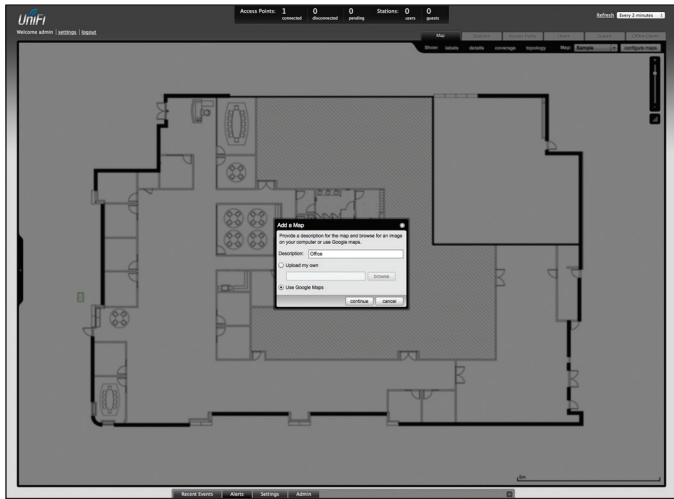 UniFi
Access Points: 1 connected 0 disconnected 0 pending Stations: 0 users 0 guests
Refresh Every 2 minutes
Welcome admin | settings | logout
Map
Show: labels details coverage topology Map: Sample configure maps
Add a Map
Provide a description for the map and browse for an image
on your computer or use Google maps.
Description: Office
Upload my own
browse
Use Google Maps
continue cancel
Recent Events Alerts Settings Admin